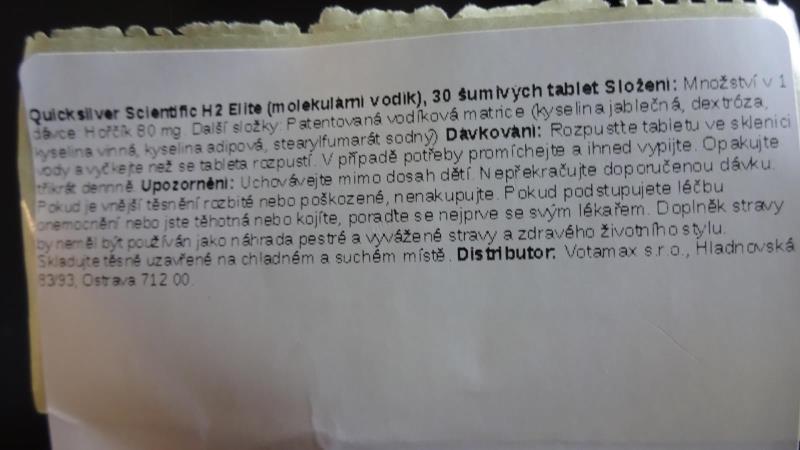 Quicksilver Scientific H2 Elite (molekulární vodík), 30 šumivých tablet Složení: Množství v 1
dávce: Hořčík 80 mg. Další složky: Patentovaná vodíková matrice (kyselina jablečná, dextróza,
kyselina vinná, kyselina adipová, stearylfumarát sodný) Dávkování: Rozpusťte tabletu ve sklenici
vody a vyčkejte než se tableta rozpustí. V případě potřeby promíchejte a ihned vypijte. Opakujte
třikrát dennně. Upozornění: Uchovávejte mimo dosah dětí. Nepřekračujte doporučenou dávku.
Pokud je vnější těsnění rozbité nebo poškozené, nenakupujte. Pokud podstupujete léčbu
onemocnění nebo jste těhotná nebo kojíte, poraďte se nejprve se svým lékařem. Doplněk stravy
by neměl být používán jako náhrada pestré a vyvážené stravy a zdravého životního stylu.
Skladujte těsně uzavřené na chladném a suchém místě. Distributor: Votamax s.r.o., Hladnovská
83/93, Ostrava 712 00.